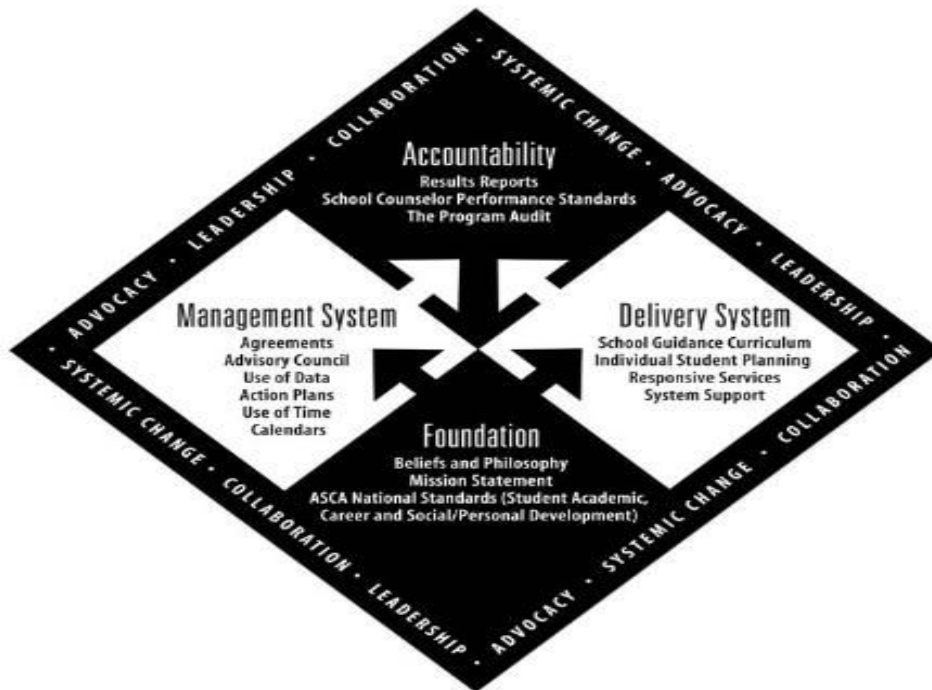 ADVOCACY • LEADERSHIP • COLLABORATION •
SYSTEMIC CHANGE • ADVOCACY • LEADERSHIP •
Accountability
Results Reports
School Counselor Performance Standards
The Program Audit
Management System
Agreements
Advisory Council
Use of Data
Action Plans
Use of Time
Calendars
Delivery System
School Guidance Curriculum
Individual Student Planning
Responsive Services
System Support
Foundation
Beliefs and Philosophy
Mission Statement
ASCA National Standards (Student Academic,
Career and Social/Personal Development)
• SYSTEMIC CHANGE • COLLABORATION • LEADERSHIP •
ADVOCACY • SYSTEMIC CHANGE • COLLABORATION